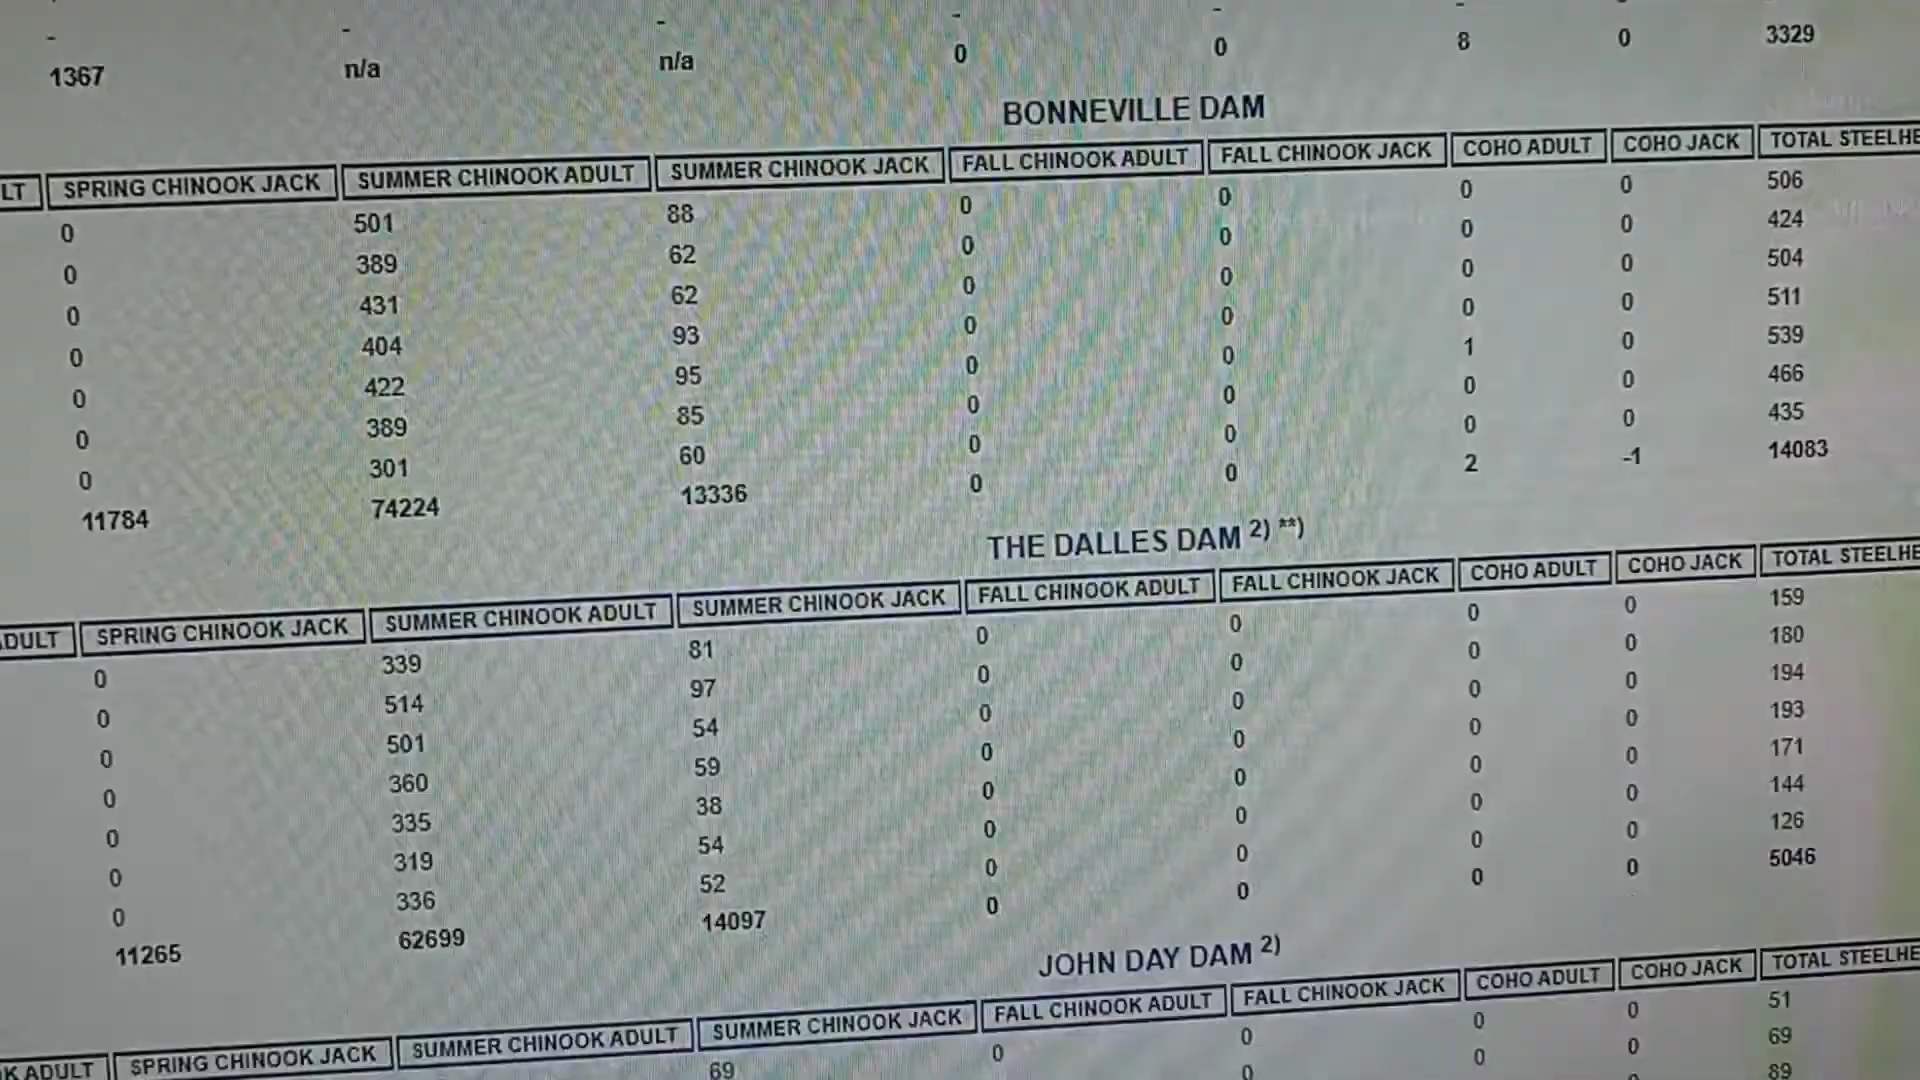 - - - - - - - 
1367 n/a n/a 0 0 8 0 3329
BONNEVILLE DAM
LT SPRING CHINOOK JACK SUMMER CHINOOK ADULT SUMMER CHINOOK JACK FALL CHINOOK ADULT FALL CHINOOK JACK COHO ADULT COHO JACK TOTAL STEELHE
0 501 88 0 0 0 0 506
0 389 62 0 0 0 0 424
0 431 62 0 0 0 0 504
0 404 93 0 0 0 0 511
0 422 95 0 0 1 0 539
0 389 85 0 0 0 0 466
0 301 60 0 0 0 0 435
11784 74224 13336 0 0 2 -1 14083
THE DALLES DAM 2) **)
ADULT SPRING CHINOOK JACK SUMMER CHINOOK ADULT SUMMER CHINOOK JACK FALL CHINOOK ADULT FALL CHINOOK JACK COHO ADULT COHO JACK TOTAL STEELHE
0 339 81 0 0 0 0 159
0 514 97 0 0 0 0 180
0 501 54 0 0 0 0 194
0 360 59 0 0 0 0 193
0 335 38 0 0 0 0 171
0 319 54 0 0 0 0 144
0 336 52 0 0 0 0 126
11265 62699 14097 0 0 0 0 5046
JOHN DAY DAM 2)
K ADULT SPRING CHINOOK JACK SUMMER CHINOOK ADULT SUMMER CHINOOK JACK FALL CHINOOK ADULT FALL CHINOOK JACK COHO ADULT COHO JACK TOTAL STEELHE
69 0 0 0 0 51
0 0 0 69
89